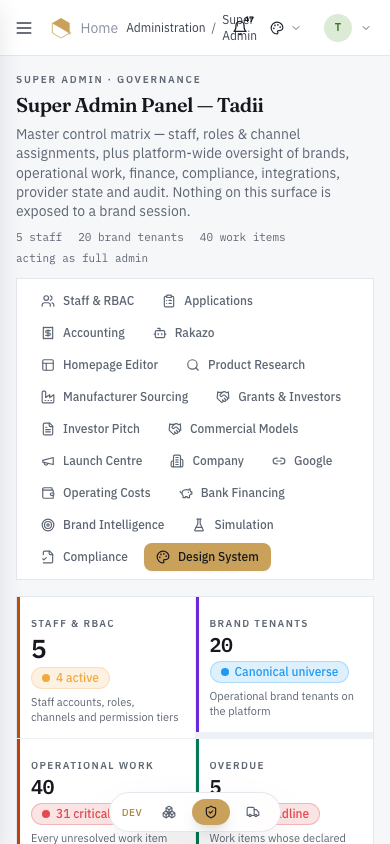 Home Administration / Super
Admin
47
T
SUPER ADMIN · GOVERNANCE
Super Admin Panel — Tadii
Master control matrix — staff, roles & channel
assignments, plus platform-wide oversight of brands,
operational work, finance, compliance, integrations,
provider state and audit. Nothing on this surface is
exposed to a brand session.
5 staff 20 brand tenants 40 work items
acting as full admin
Staff & RBAC Applications
Accounting Rakazo
Homepage Editor Product Research
Manufacturer Sourcing Grants & Investors
Investor Pitch Commercial Models
Launch Centre Company Google
Operating Costs Bank Financing
Brand Intelligence Simulation
Compliance Design System
STAFF & RBAC
5
4 active
Staff accounts, roles,
channels and permission tiers
BRAND TENANTS
20
Canonical universe
Operational brand tenants on
the platform
OPERATIONAL WORK
40
31 critical
Every unresolved work item
OVERDUE
5
Work items whose declared
DEV